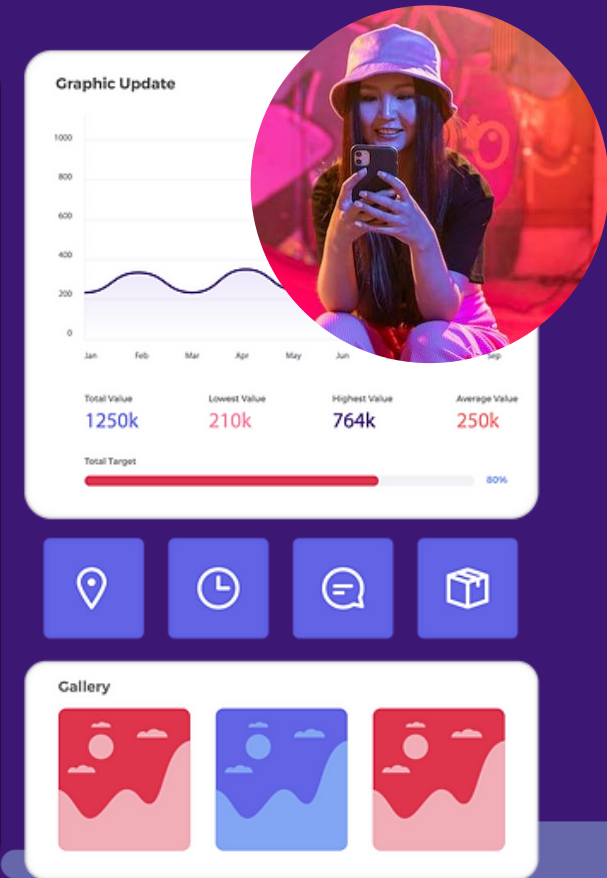 Graphic Update
1000
800
600
400
200
0
Jan Feb Mar Apr May Jun Sep
Total Value Lowest Value Highest Value Average Value
1250k 210k 764k 250k
Total Target
80%
Gallery